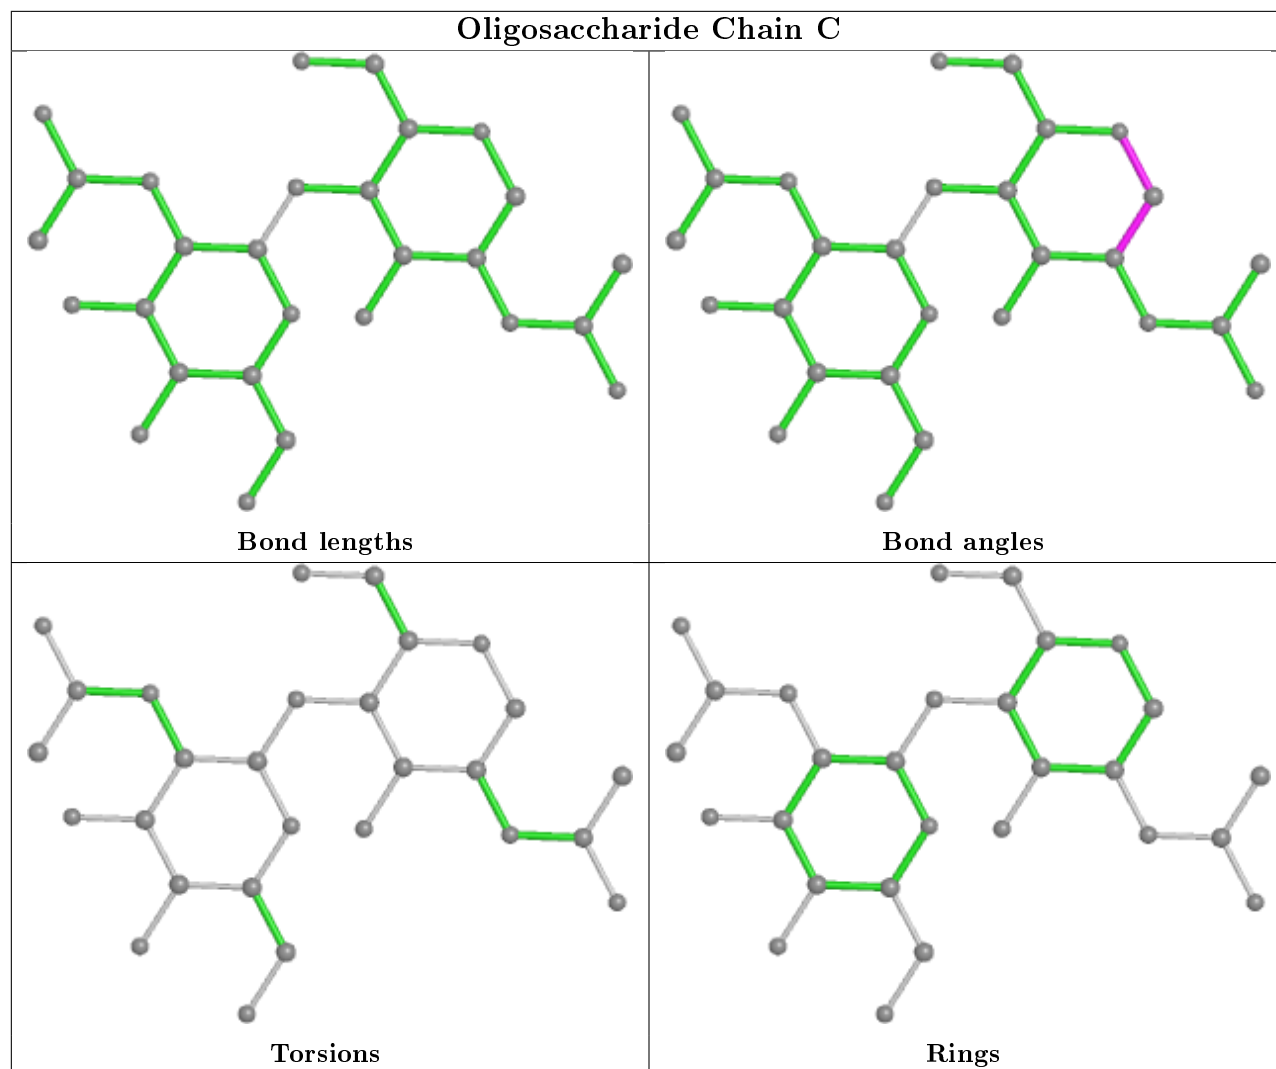 Oligosaccharide Chain C
Bond lengths
Bond angles
Torsions
Rings